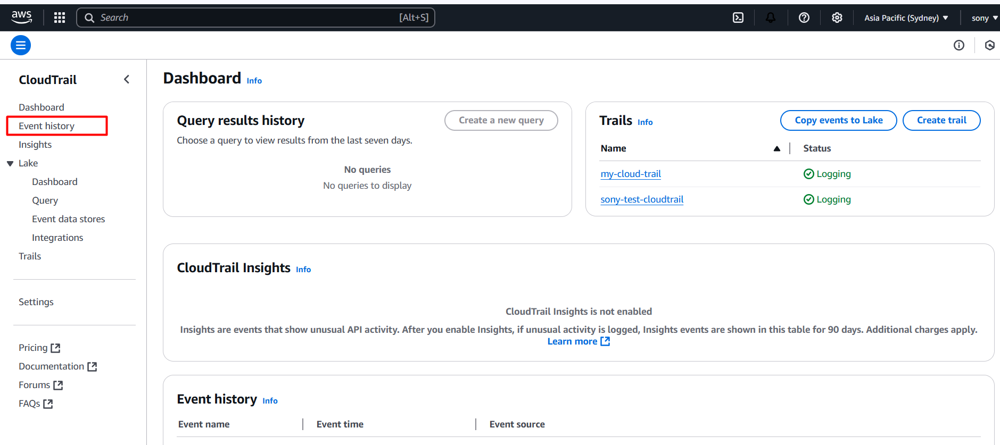 aws
Search
[Alt+S]
Asia Pacific (Sydney)
sony
CloudTrail
Dashboard
Event history
Insights
Lake
Dashboard
Query
Event data stores
Integrations
Trails
Settings
Pricing
Documentation
Forums
FAQs
Dashboard Info
Query results history
Create a new query
Choose a query to view results from the last seven days.
No queries
No queries to display
Trails Info
Copy events to Lake
Create trail
Name Status
my-cloud-trail Logging
sony-test-cloudtrail Logging
CloudTrail Insights Info
CloudTrail Insights is not enabled
Insights are events that show unusual API activity. After you enable Insights, if unusual activity is logged, Insights events are shown in this table for 90 days. Additional charges apply.
Learn more
Event history Info
Event name Event time Event source